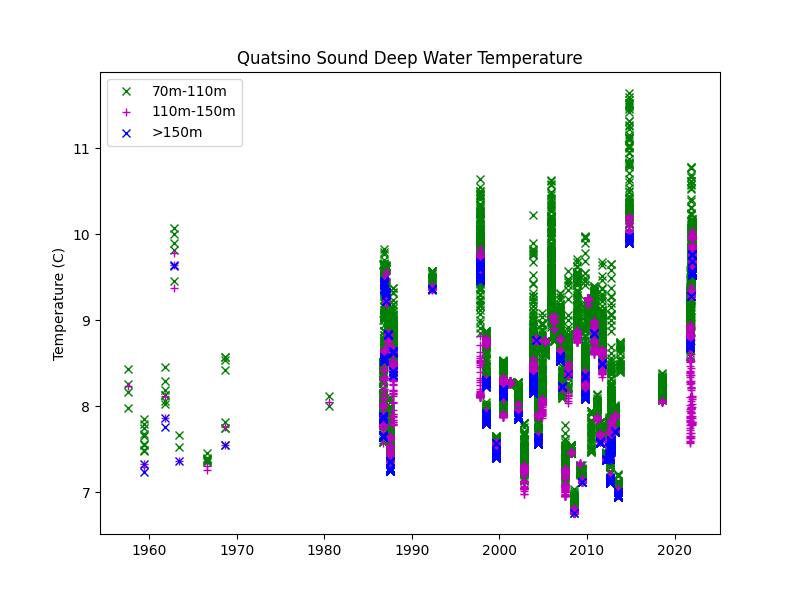 Quatsino Sound Deep Water Temperature
70m-110m
110m-150m
>150m
Temperature (C)
11
10
9
8
7
1960 1970 1980 1990 2000 2010 2020